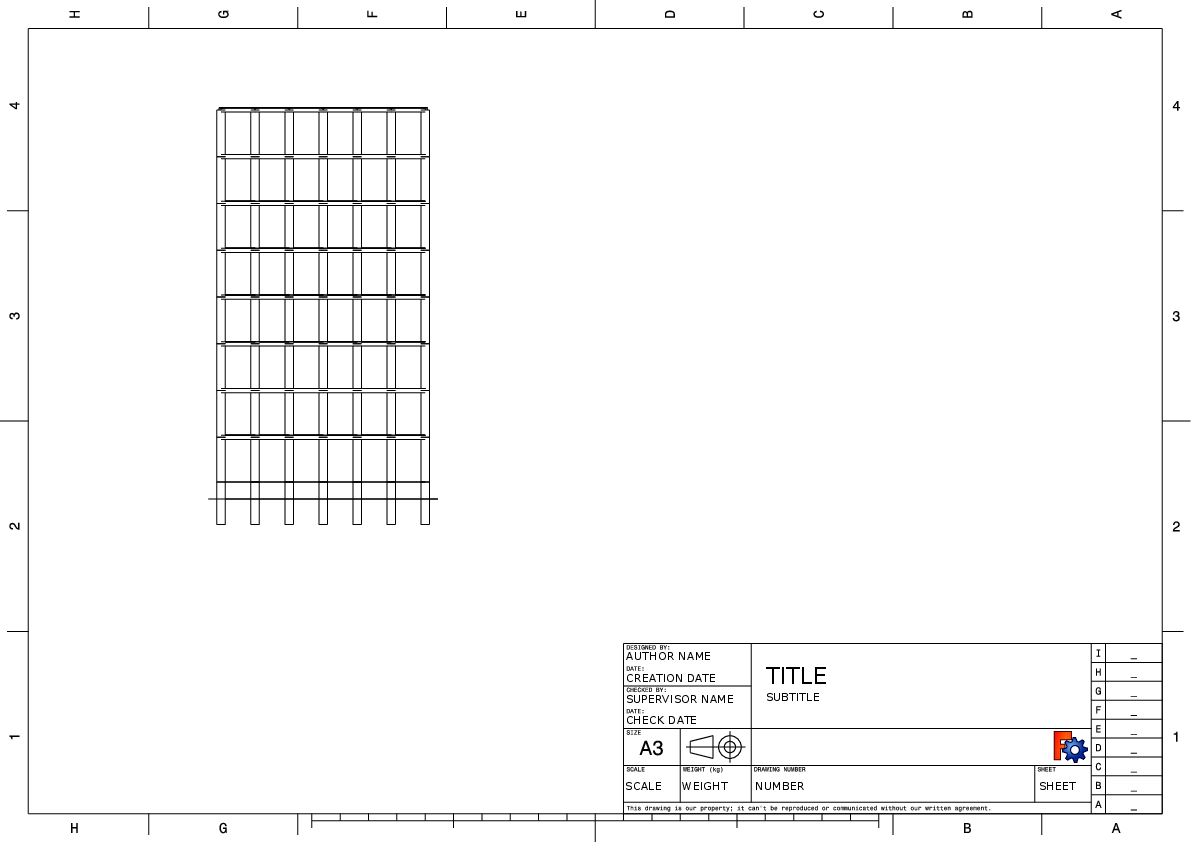 H G F E D C B A
4 4
3 3
2 2
1 1
DESIGNED BY:
AUTHOR NAME
DATE:
CREATION DATE
CHECKED BY:
SUPERVISOR NAME
DATE:
CHECK DATE
TITLE
SUBTITLE
SIZE
A3
SCALE
SCALE
WEIGHT (kg)
WEIGHT
DRAWING NUMBER
NUMBER
SHEET
SHEET
I _
H _
G _
F _
E _
D _
C _
B _
A _
This drawing is our property; it can't be reproduced or communicated without our written agreement.
H G B A